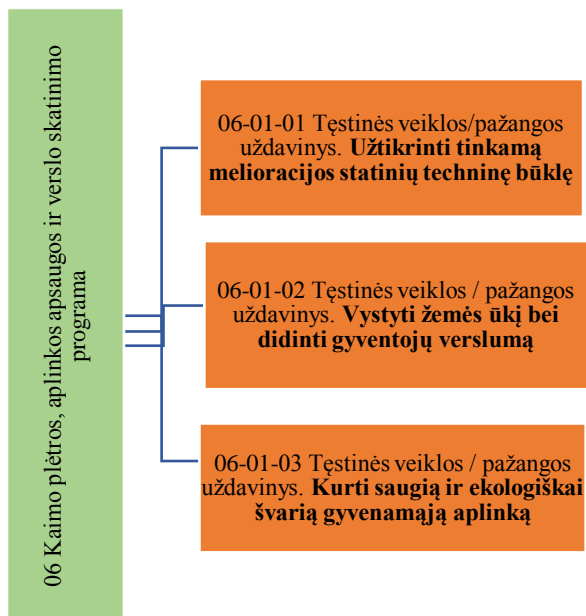 06 Kaimo plėtros, aplinkos apsaugos ir verslo skatinimo
programa
06-01-01 Tęstinės veiklos/pažangos
uždavinys. Užtikrinti tinkamą
melioracijos statinių techninę būklę
06-01-02 Tęstinės veiklos / pažangos
uždavinys. Vystyti žemės ūkį bei
didinti gyventojų verslumą
06-01-03 Tęstinės veiklos / pažangos
uždavinys. Kurti saugią ir ekologiškai
švarią gyvenamąją aplinką